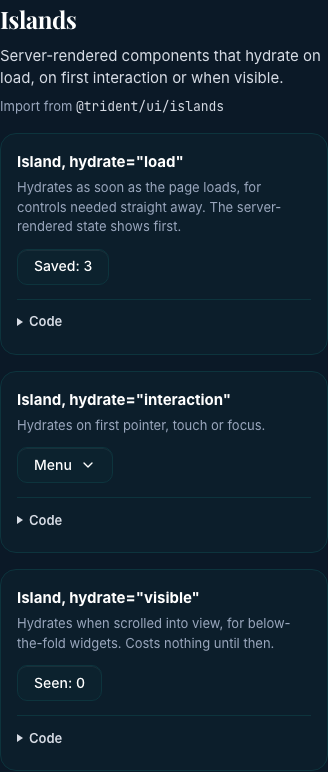 Islands
Server-rendered components that hydrate on
load, on first interaction or when visible.
Import from @trident/ui/islands
Island, hydrate="load"
Hydrates as soon as the page loads, for
controls needed straight away. The server-
rendered state shows first.
Saved: 3
Code
Island, hydrate="interaction"
Hydrates on first pointer, touch or focus.
Menu
Code
Island, hydrate="visible"
Hydrates when scrolled into view, for below-
the-fold widgets. Costs nothing until then.
Seen: 0
Code